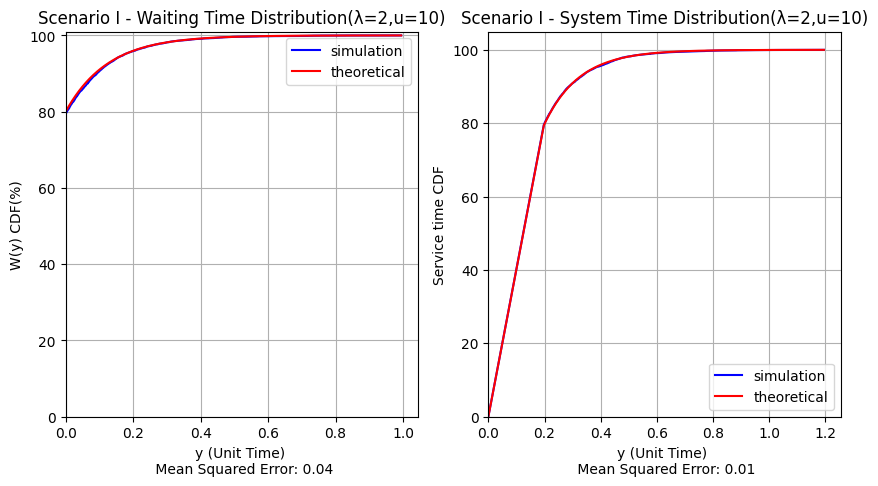 Scenario I - Waiting Time Distribution(λ=2,u=10)
100
80
60
40
20
0
W(y) CDF(%)
simulation
theoretical
0.0 0.2 0.4 0.6 0.8 1.0
y (Unit Time)
Mean Squared Error: 0.04
Scenario I - System Time Distribution(λ=2,u=10)
100
80
60
40
20
0
Service time CDF
simulation
theoretical
0.0 0.2 0.4 0.6 0.8 1.0 1.2
y (Unit Time)
Mean Squared Error: 0.01